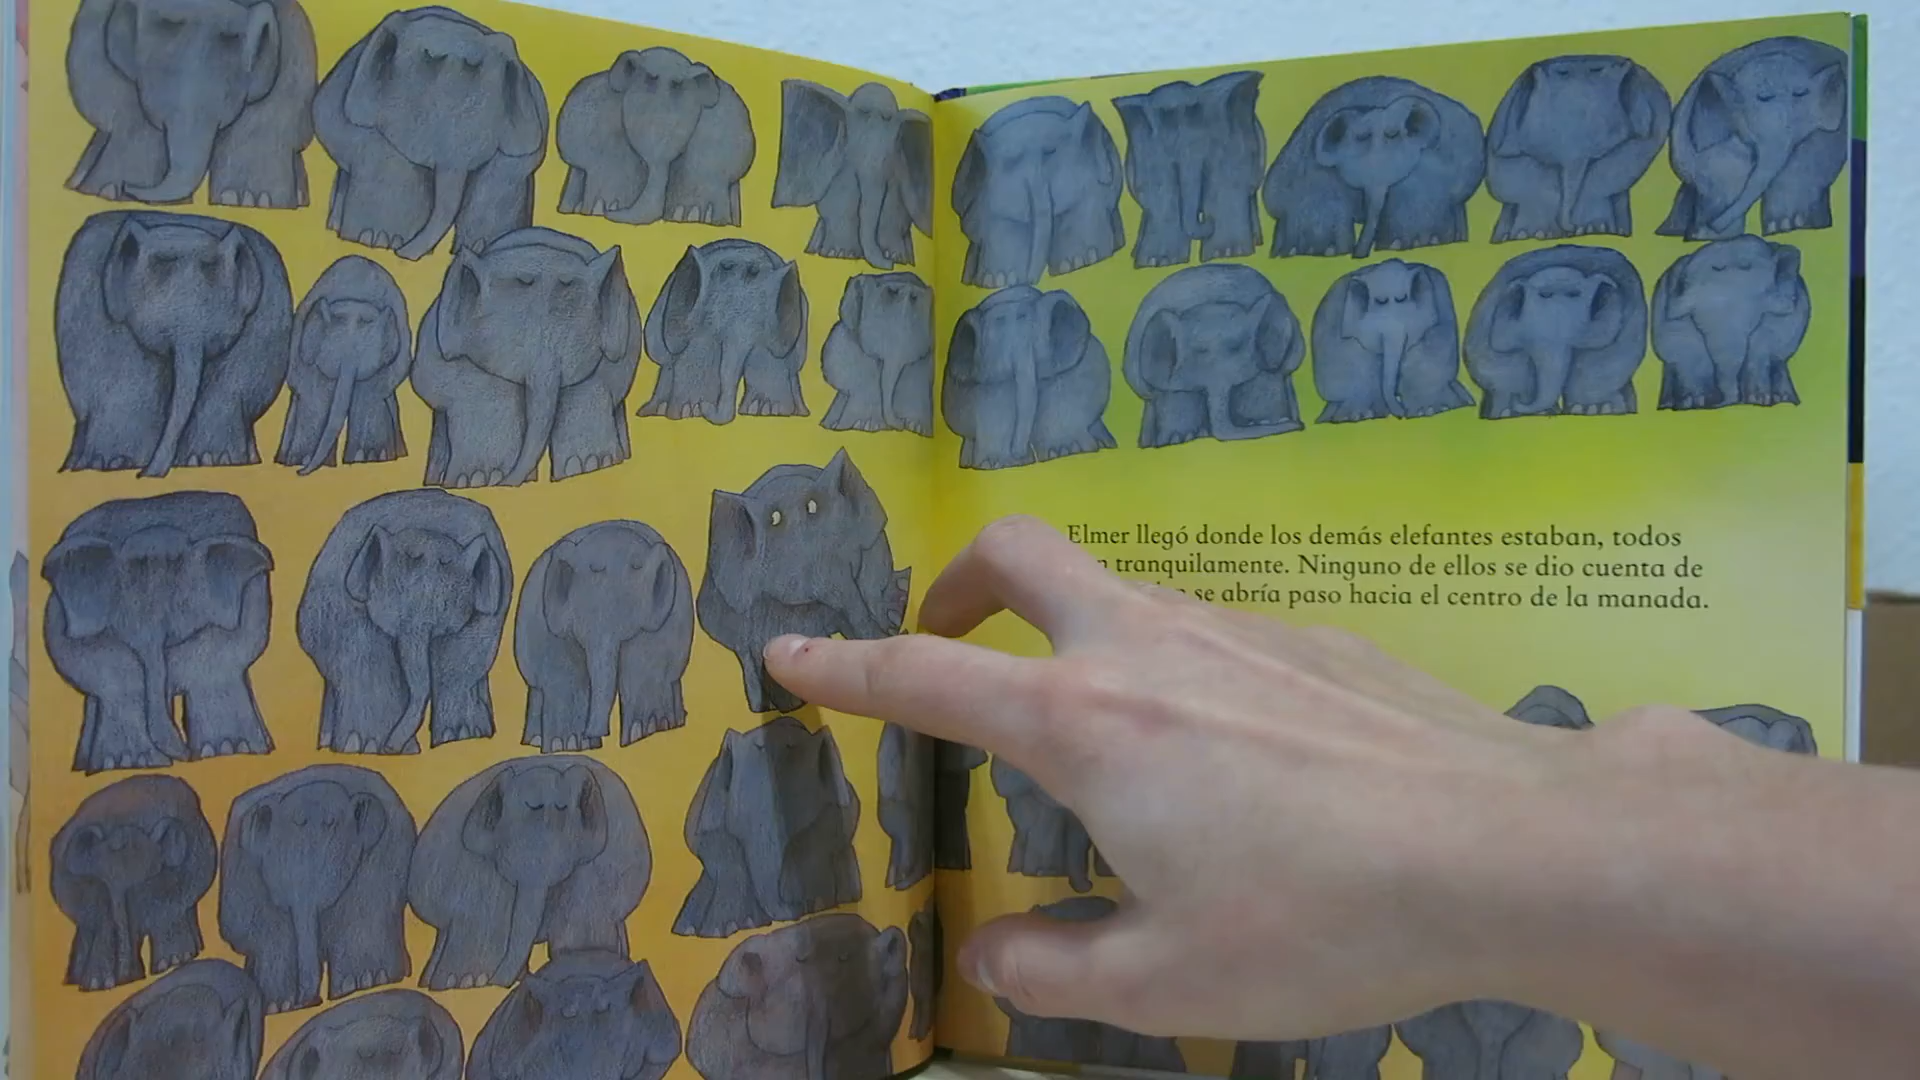 Elmer llegó donde los demás elefantes estaban, todos
tranquilamente. Ninguno de ellos se dio cuenta de
se abría paso hacia el centro de la manada.